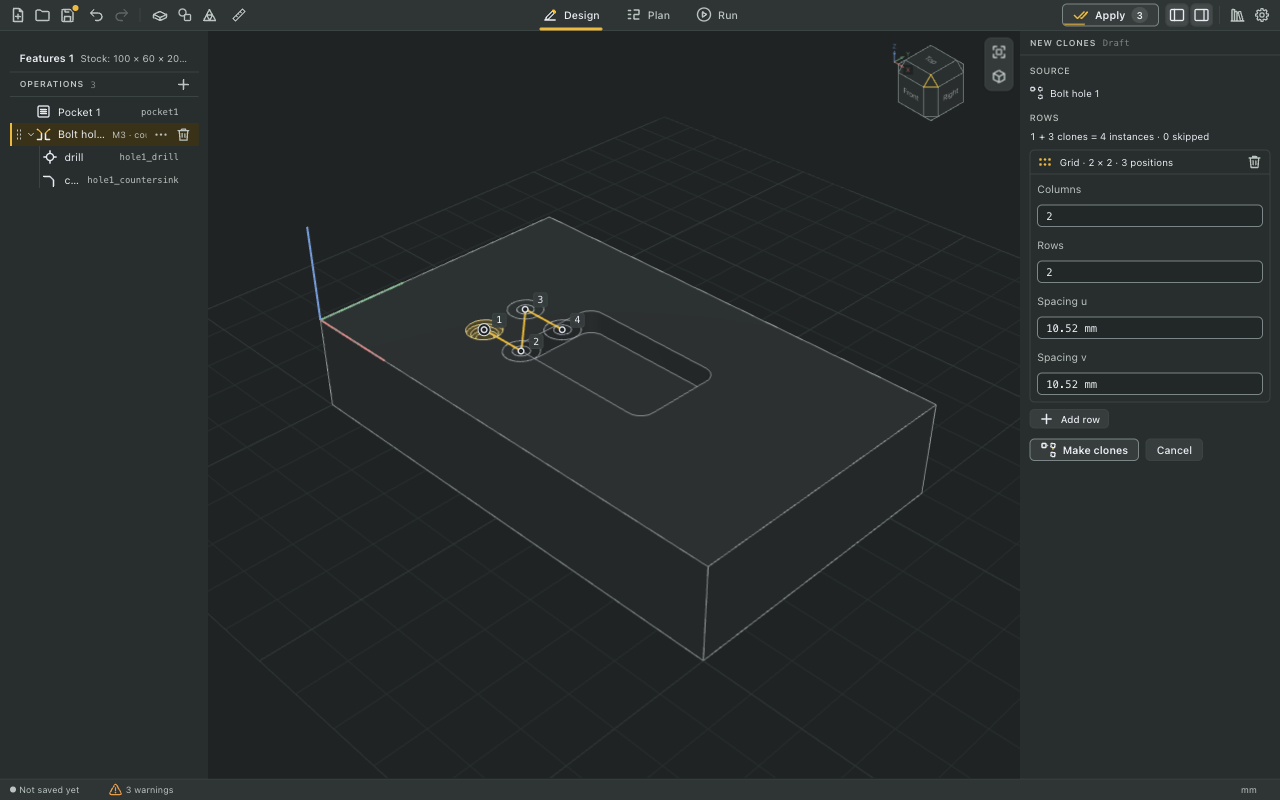 Design
Plan
Run
Apply 3
Features 1 Stock: 100 × 60 × 20...
OPERATIONS 3
Pocket 1 pocket1
Bolt hol... M3 · co
drill hole1_drill
c... hole1_countersink
Z
Top
Front
Right
1
2
3
4
NEW CLONES Draft
SOURCE
Bolt hole 1
ROWS
1 + 3 clones = 4 instances · 0 skipped
Grid · 2 × 2 · 3 positions
Columns
2
Rows
2
Spacing u
10.52 mm
Spacing v
10.52 mm
Add row
Make clones
Cancel
Not saved yet
3 warnings
mm